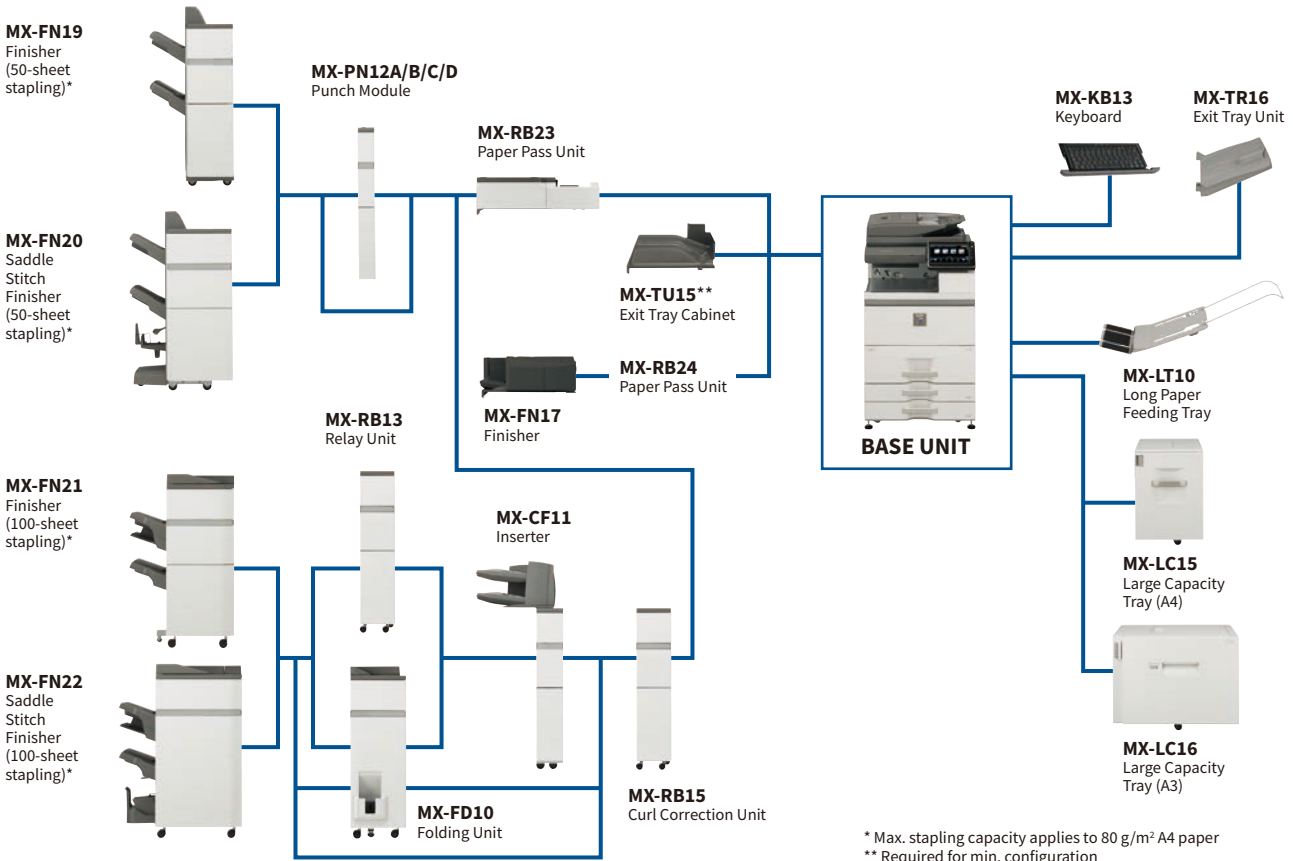 MX-FN19
Finisher
(50-sheet
stapling)*
MX-PN12A/B/C/D
Punch Module
MX-RB23
Paper Pass Unit
MX-KB13
Keyboard
MX-TR16
Exit Tray Unit
MX-FN20
Saddle
Stitch
Finisher
(50-sheet
stapling)*
MX-TU15**
Exit Tray Cabinet
MX-RB24
Paper Pass Unit
MX-FN17
Finisher
BASE UNIT
MX-LT10
Long Paper
Feeding Tray
MX-RB13
Relay Unit
MX-FN21
Finisher
(100-sheet
stapling)*
MX-CF11
Inserter
MX-LC15
Large Capacity
Tray (A4)
MX-FN22
Saddle
Stitch
Finisher
(100-sheet
stapling)*
MX-FD10
Folding Unit
MX-RB15
Curl Correction Unit
MX-LC16
Large Capacity
Tray (A3)
* Max. stapling capacity applies to 80 g/m² A4 paper
** Required for min. configuration